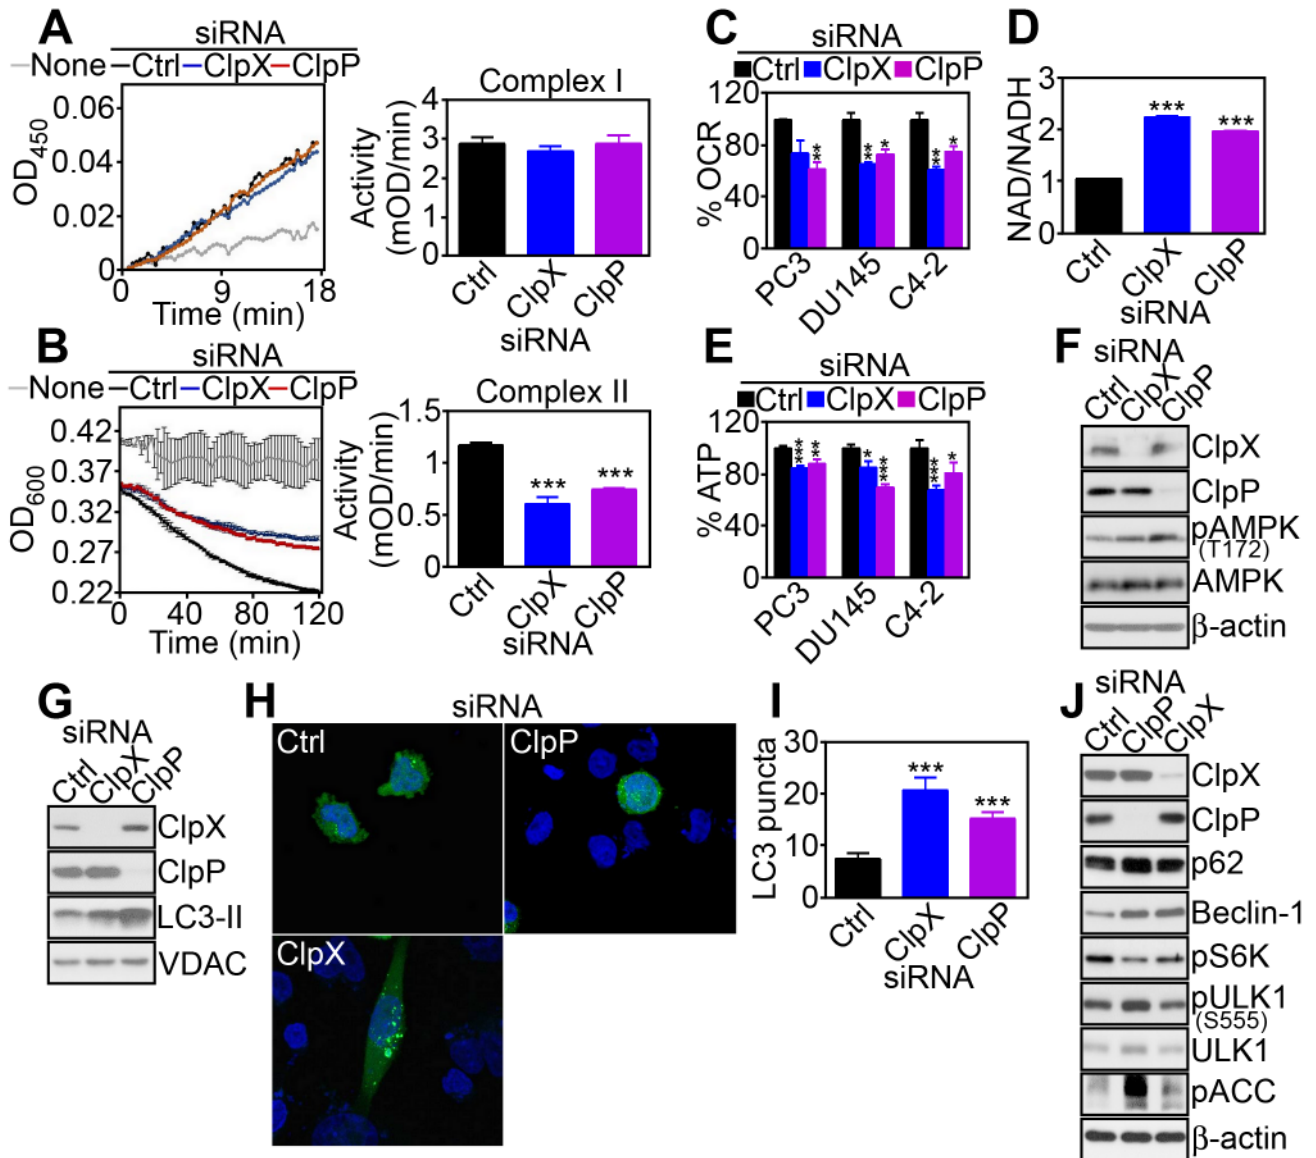 A
siRNA
None Ctrl ClpX ClpP
OD450
0.06
0.04
0.02
0
0 9 18
Time (min)
Complex I
Activity
(mOD/min)
4
3
2
1
0
Ctrl ClpX ClpP
siRNA
B
siRNA
None Ctrl ClpX ClpP
OD600
0.42
0.37
0.32
0.27
0.22
0 40 80 120
Time (min)
Complex II
Activity
(mOD/min)
1.5
1
0.5
0
*** ***
Ctrl ClpX ClpP
siRNA
C
siRNA
Ctrl ClpX ClpP
% OCR
120
80
40
0
** ** * ** *
PC3 DU145 C4-2
D
NAD/NADH
3
2
1
0
*** ***
Ctrl ClpX ClpP
siRNA
E
siRNA
Ctrl ClpX ClpP
% ATP
120
80
40
0
*** ** * *** *** *
PC3 DU145 C4-2
F
siRNA
Ctrl ClpX ClpP
ClpX
ClpP
pAMPK
(T172)
AMPK
β-actin
G
siRNA
Ctrl ClpX ClpP
ClpX
ClpP
LC3-II
VDAC
H
siRNA
Ctrl
ClpP
ClpX
I
LC3 puncta
30
20
10
0
*** ***
Ctrl ClpX ClpP
siRNA
J
siRNA
Ctrl ClpP ClpX
ClpX
ClpP
p62
Beclin-1
pS6K
pULK1
(S555)
ULK1
pACC
β-actin